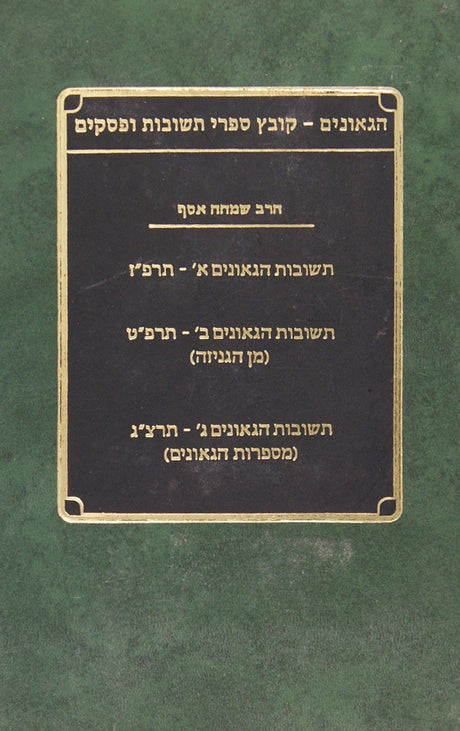 הגאונים - קובץ ספרי תשובות ופסקים
הרב שמחה אסף
תשובות הגאונים א' - תרפ"ז
תשובות הגאונים ב' - תרפ"ט
(מן הגניזה)
תשובות הגאונים ג' - תרצ"ג
(מספרות הגאונים)